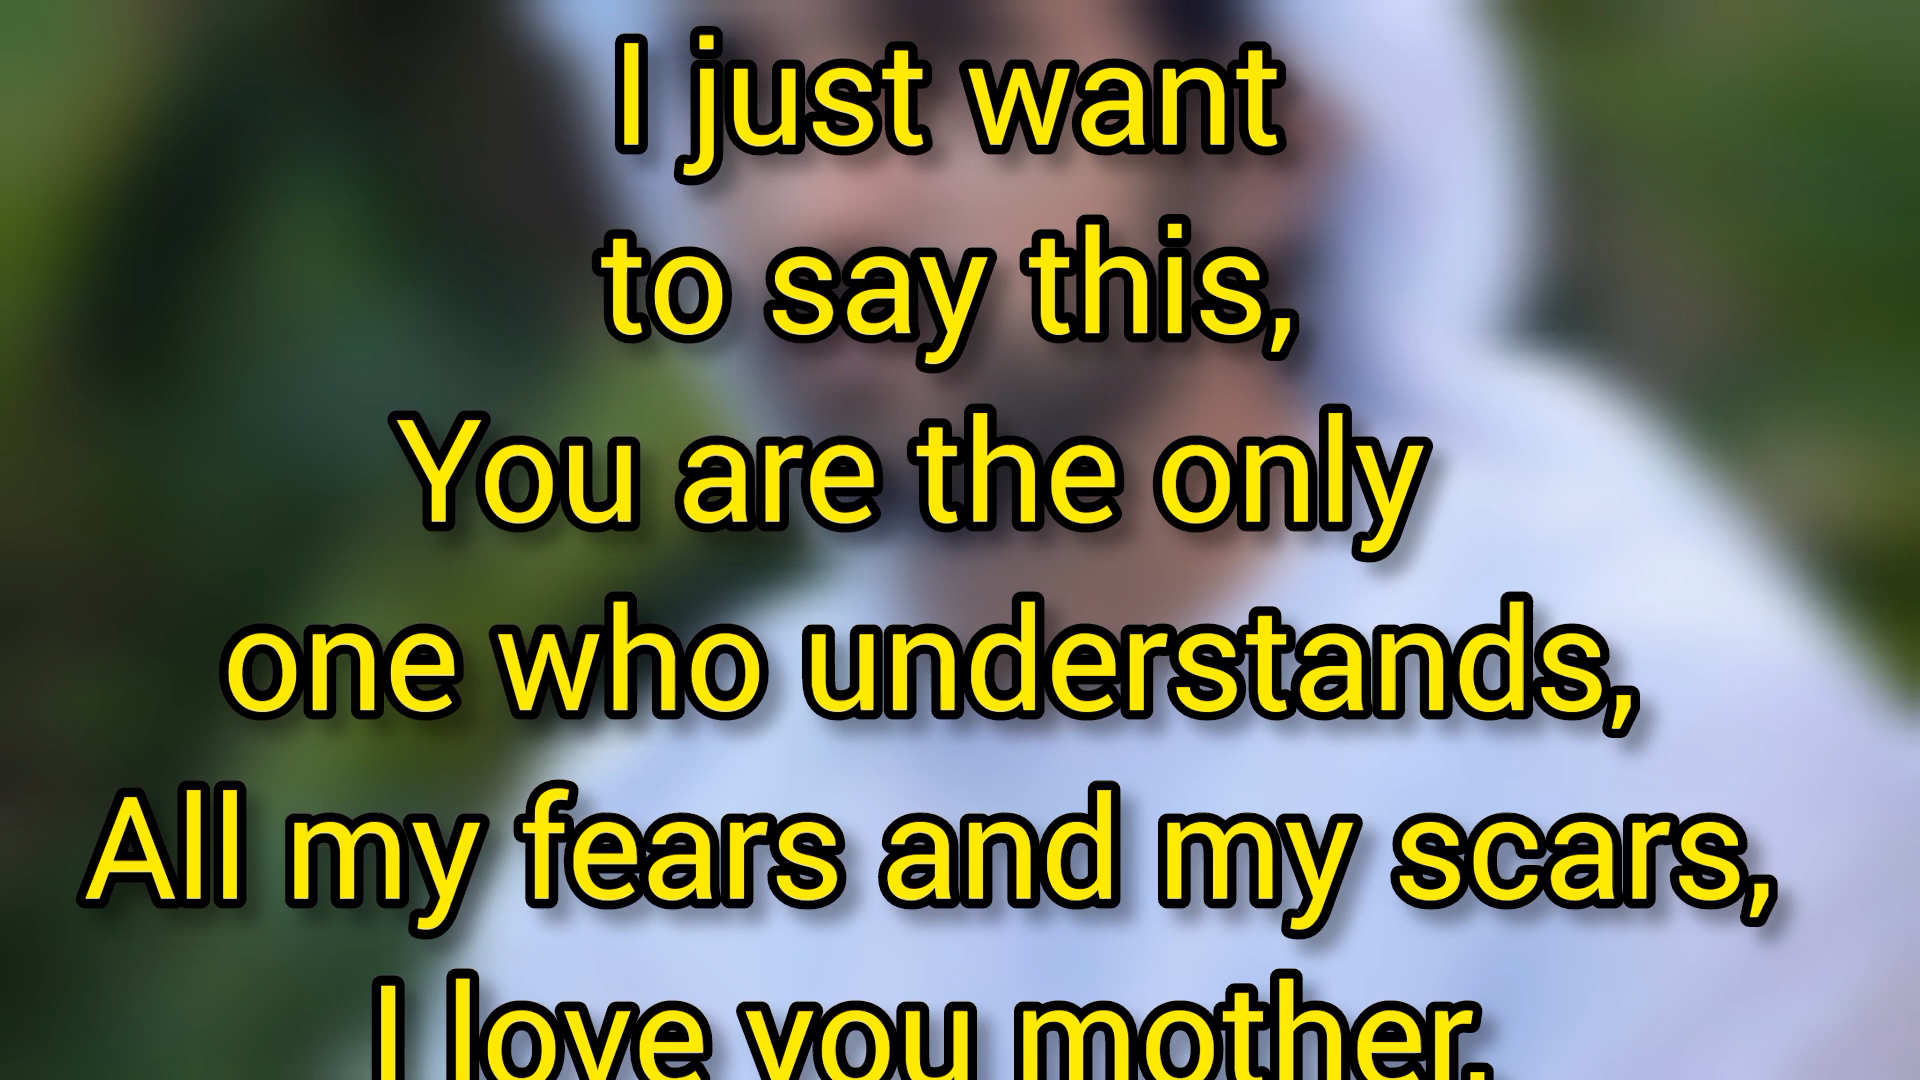 I just want
to say this,
You are the only
one who understands,
All my fears and my scars,
I love you mother.